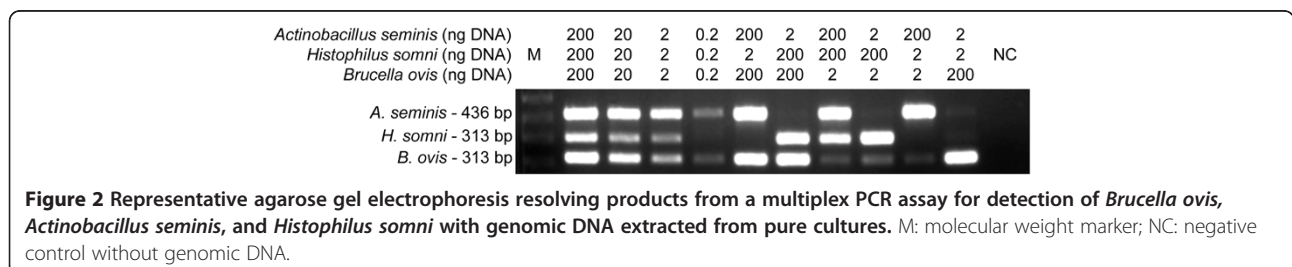 Actinobacillus seminis (ng DNA) 200 20 2 0.2 200 2 200 2 200 2
Histophilus somni (ng DNA) M 200 20 2 0.2 2 200 200 200 2 2 NC
Brucella ovis (ng DNA) 200 20 2 0.2 200 200 2 2 2 200
A. seminis - 436 bp
H. somni - 313 bp
B. ovis - 313 bp
Figure 2 Representative agarose gel electrophoresis resolving products from a multiplex PCR assay for detection of Brucella ovis,
Actinobacillus seminis, and Histophilus somni with genomic DNA extracted from pure cultures. M: molecular weight marker; NC: negative
control without genomic DNA.